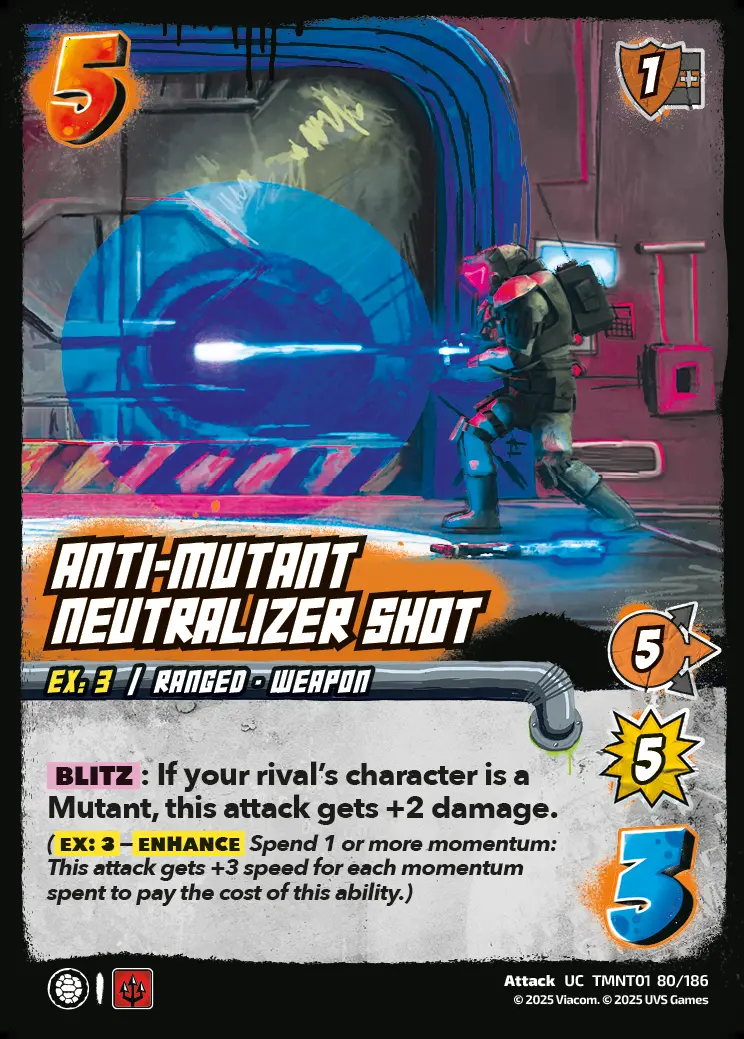 5
1
+
ANTI-MUTANT
NEUTRALIZER SHOT
EX: 3 / RANGED • WEAPON
5
5
BLITZ : If your rival's character is a
Mutant, this attack gets +2 damage.
( EX: 3 – ENHANCE Spend 1 or more momentum:
This attack gets +3 speed for each momentum
spent to pay the cost of this ability.)
3
Attack UC TMNT01 80/186
© 2025 Viacom. © 2025 UVS Games